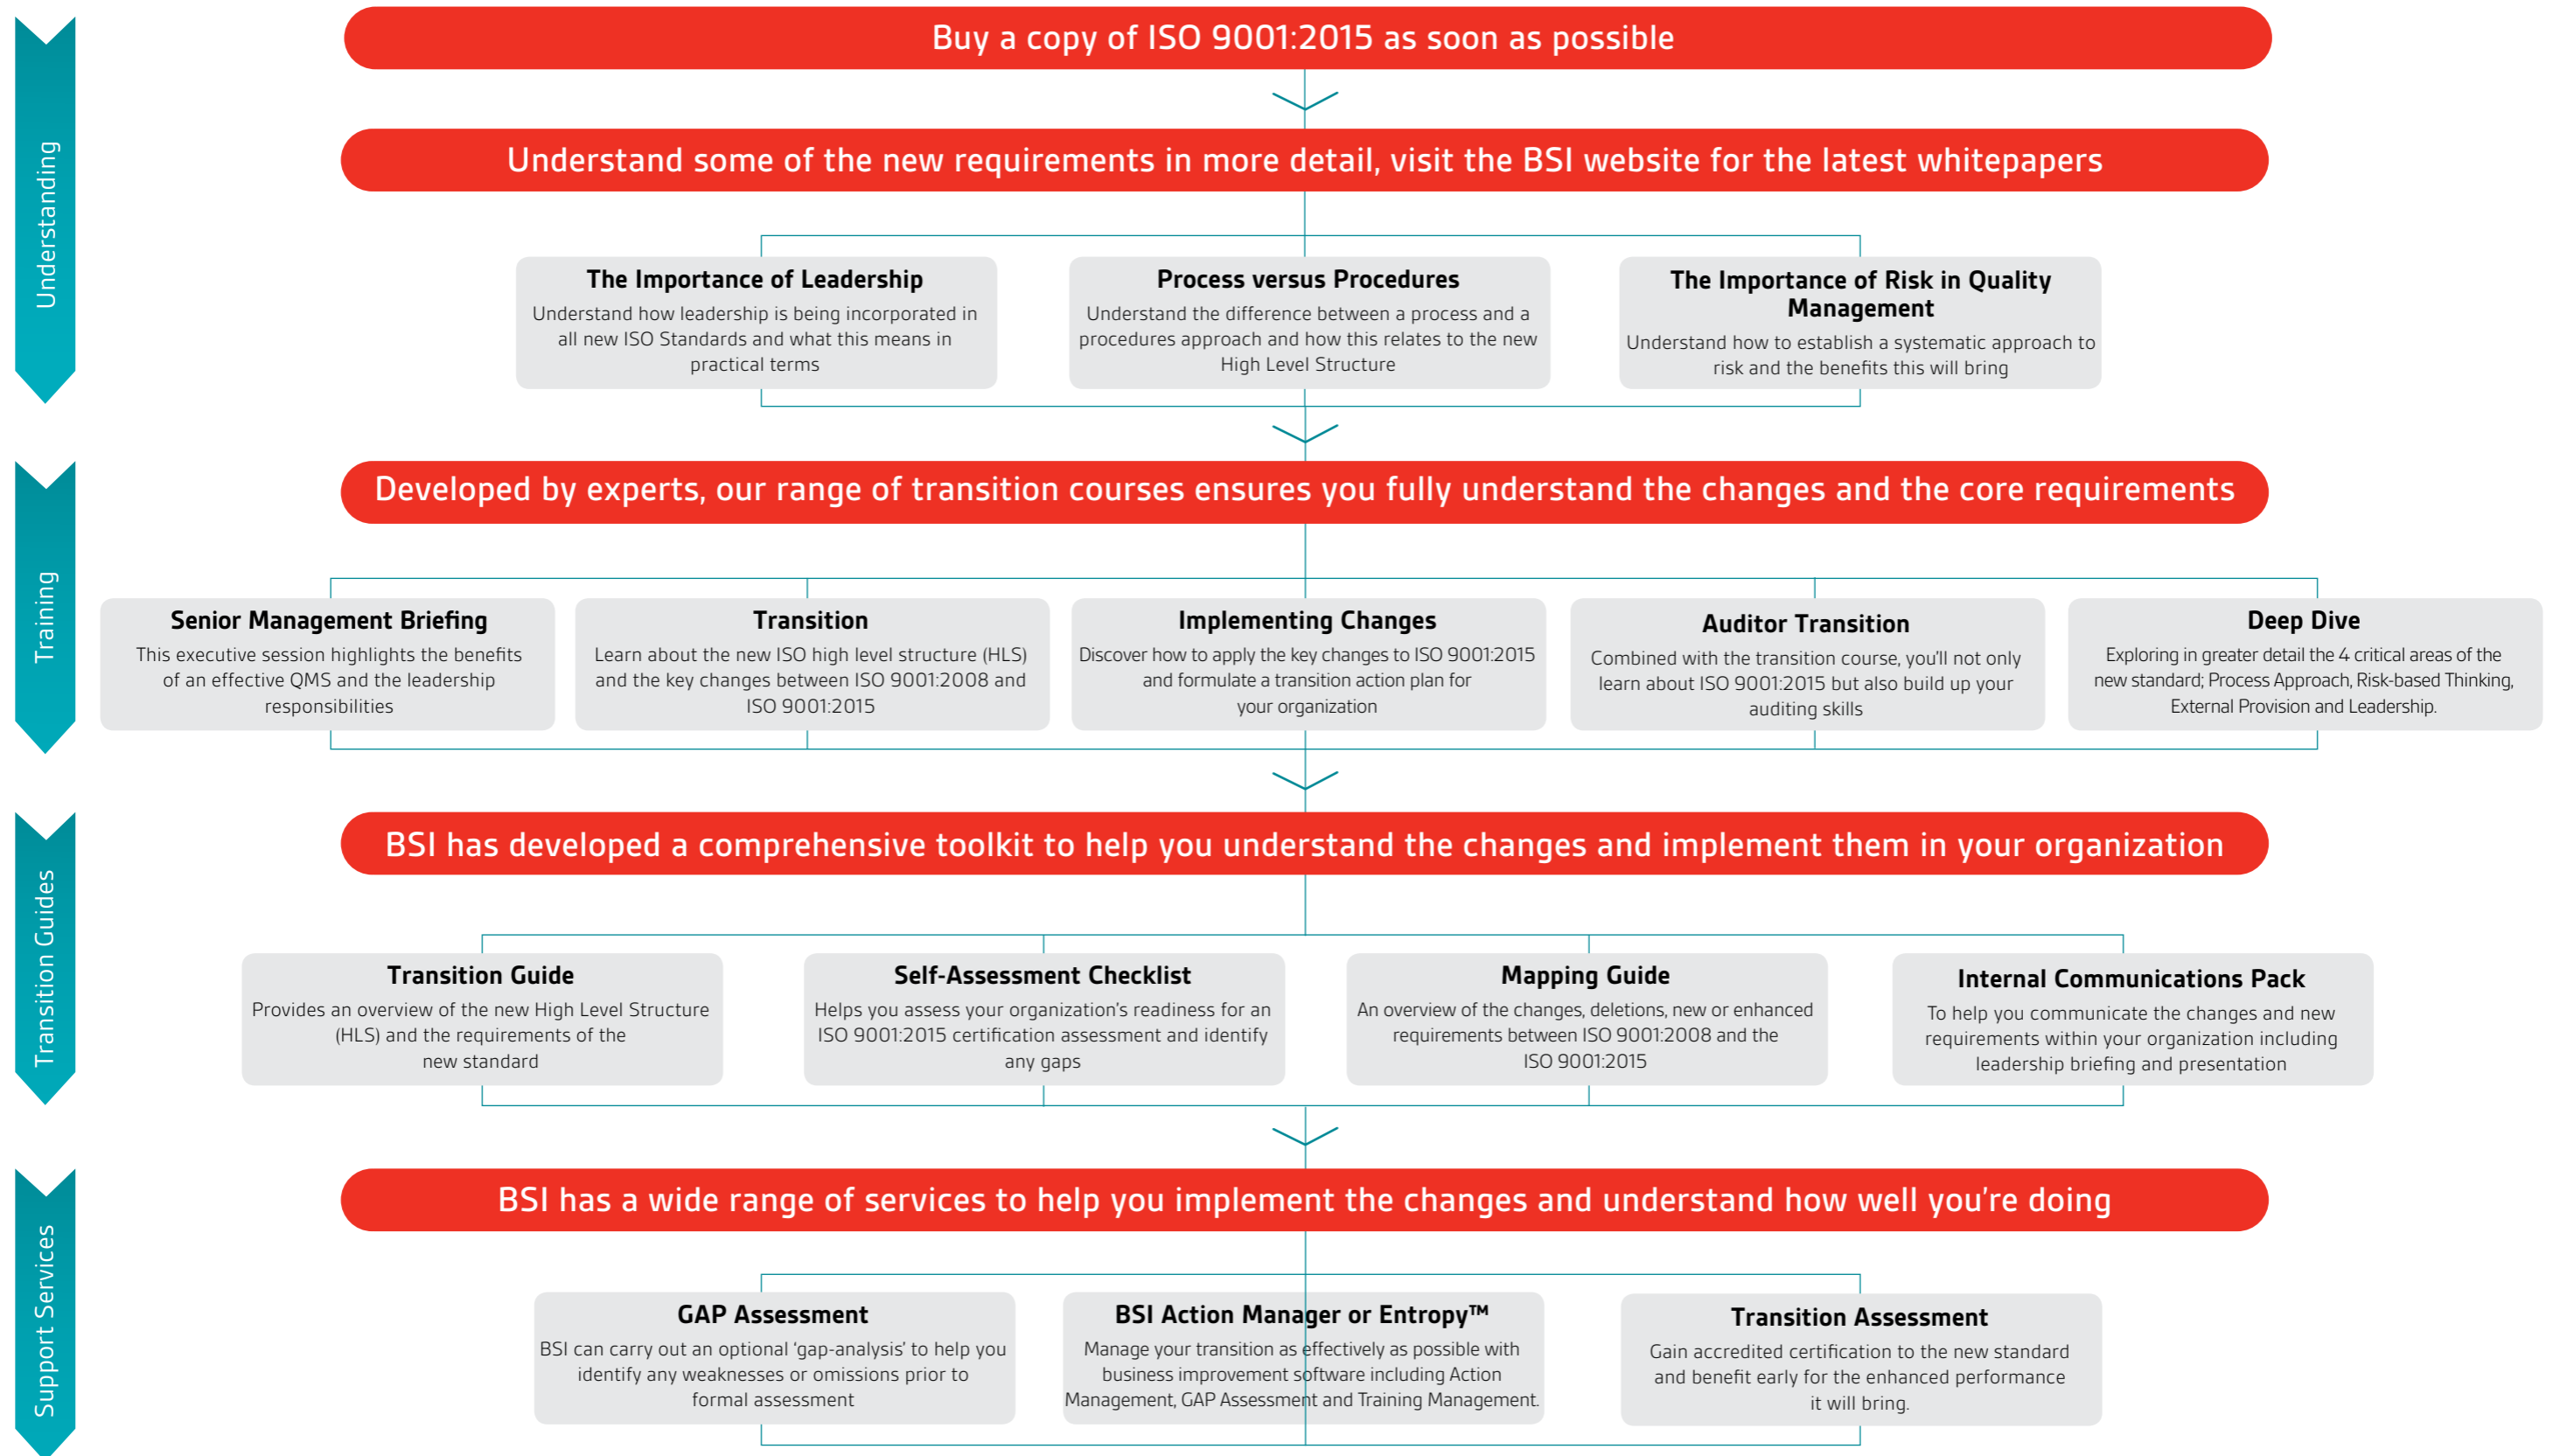 Understanding
Buy a copy of ISO 9001:2015 as soon as possible
Understand some of the new requirements in more detail, visit the BSI website for the latest whitepapers
The Importance of Leadership
Understand how leadership is being incorporated in
all new ISO Standards and what this means in
practical terms
Process versus Procedures
Understand the difference between a process and a
procedures approach and how this relates to the new
High Level Structure
The Importance of Risk in Quality
Management
Understand how to establish a systematic approach to
risk and the benefits this will bring
Training
Developed by experts, our range of transition courses ensures you fully understand the changes and the core requirements
Senior Management Briefing
This executive session highlights the benefits
of an effective QMS and the leadership
responsibilities
Transition
Learn about the new ISO high level structure (HLS)
and the key changes between ISO 9001:2008 and
ISO 9001:2015
Implementing Changes
Discover how to apply the key changes to ISO 9001:2015
and formulate a transition action plan for
your organization
Auditor Transition
Combined with the transition course, you'll not only
learn about ISO 9001:2015 but also build up your
auditing skills
Deep Dive
Exploring in greater detail the 4 critical areas of the
new standard; Process Approach, Risk-based Thinking,
External Provision and Leadership.
Transition Guides
BSI has developed a comprehensive toolkit to help you understand the changes and implement them in your organization
Transition Guide
Provides an overview of the new High Level Structure
(HLS) and the requirements of the
new standard
Self-Assessment Checklist
Helps you assess your organization's readiness for an
ISO 9001:2015 certification assessment and identify
any gaps
Mapping Guide
An overview of the changes, deletions, new or enhanced
requirements between ISO 9001:2008 and the
ISO 9001:2015
Internal Communications Pack
To help you communicate the changes and new
requirements within your organization including
leadership briefing and presentation
Support Services
BSI has a wide range of services to help you implement the changes and understand how well you're doing
GAP Assessment
BSI can carry out an optional 'gap-analysis' to help you
identify any weaknesses or omissions prior to
formal assessment
BSI Action Manager or Entropy™
Manage your transition as effectively as possible with
business improvement software including Action
Management, GAP Assessment and Training Management.
Transition Assessment
Gain accredited certification to the new standard
and benefit early for the enhanced performance
it will bring.